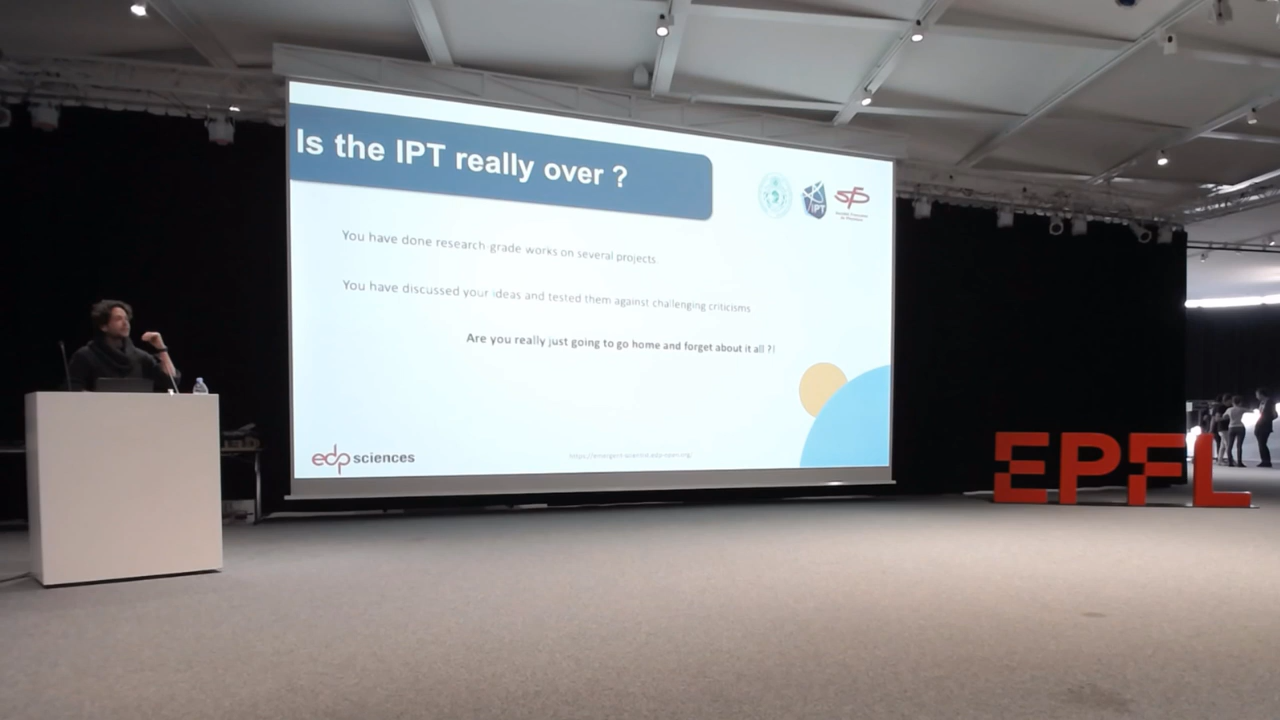 Is the IPT really over ?
IPT
sfp
You have done research grade works on several projects.
You have discussed your ideas and tested them against challenging criticisms
Are you really just going to go home and forget about it all ?!
edp sciences
EPFL